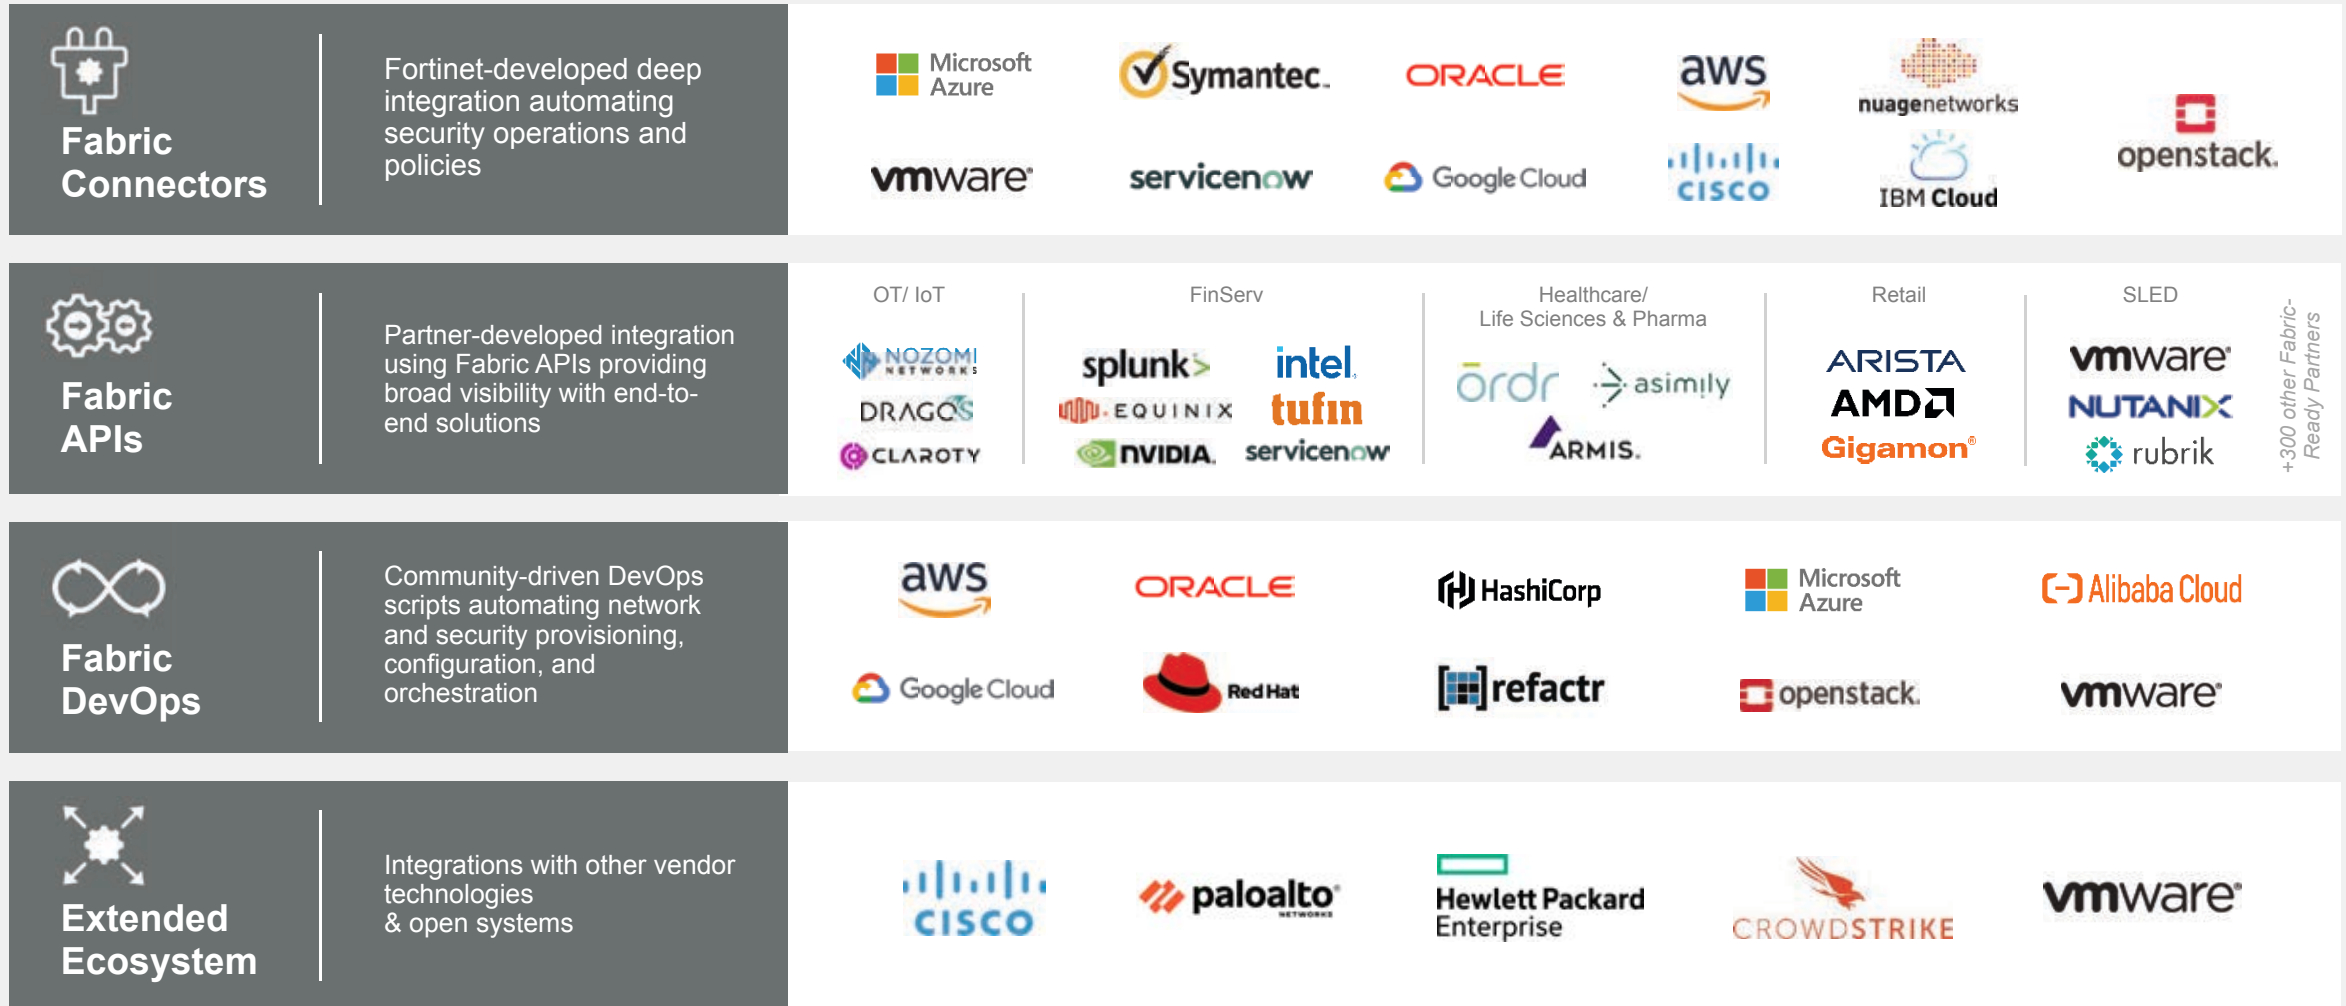 Fabric
Connectors
Fortinet-developed deep
integration automating
security operations and
policies
Microsoft
Azure
Symantec™
ORACLE
aws
nuagenetworks
openstack.
vmware®
servicenow
Google Cloud
CISCO
IBM Cloud
Fabric
APIs
Partner-developed integration
using Fabric APIs providing
broad visibility with end-to-
end solutions
OT/ IoT
NOZOMI
NETWORKS
DRAGOS
CLAROTY
FinServ
splunk>
intel.
EQUINIX
tufin
NVIDIA.
servicenow
Healthcare/
Life Sciences & Pharma
ordr
asimily
ARMIS.
Retail
ARISTA
AMD
Gigamon®
SLED
vmware®
NUTANIX
rubrik
+300 other Fabric-
Ready Partners
Fabric
DevOps
Community-driven DevOps
scripts automating network
and security provisioning,
configuration, and
orchestration
aws
ORACLE
HashiCorp
Microsoft
Azure
Alibaba Cloud
Google Cloud
Red Hat
refactr
openstack.
vmware®
Extended
Ecosystem
Integrations with other vendor
technologies
& open systems
CISCO
paloalto®
NETWORKS
Hewlett Packard
Enterprise
CROWDSTRIKE
vmware®